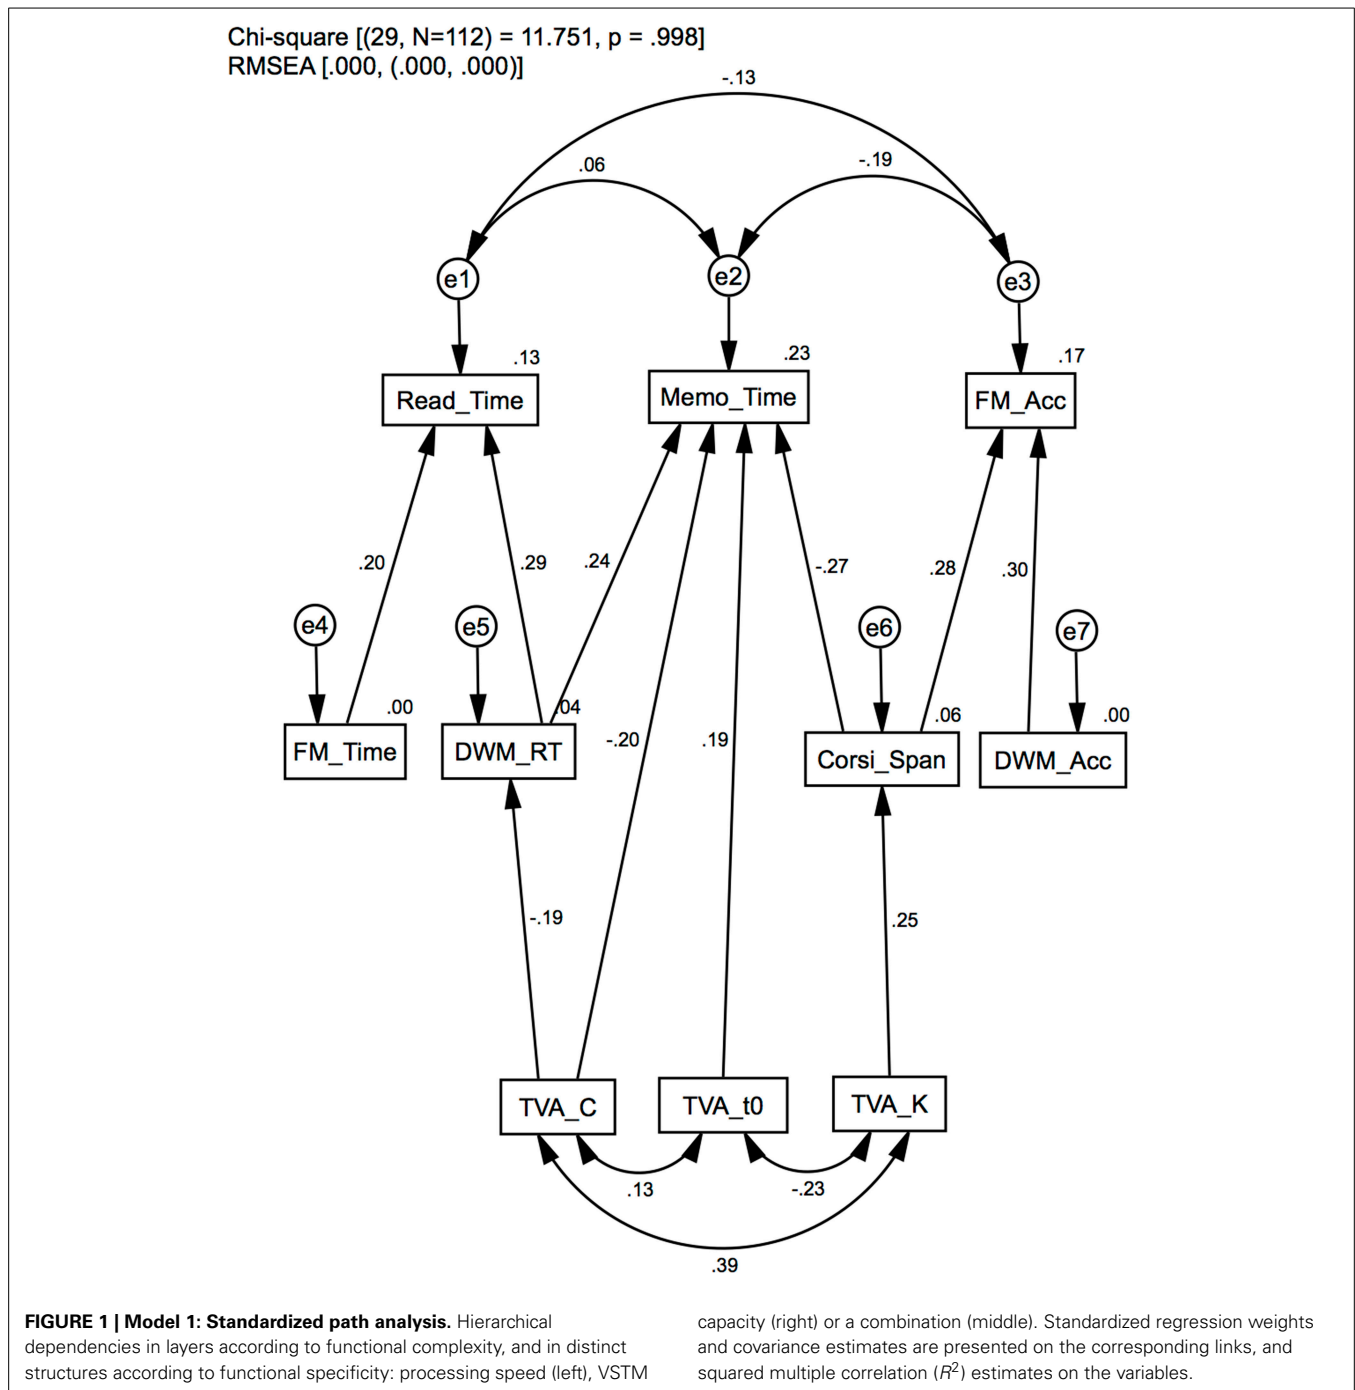 Chi-square [(29, N=112) = 11.751, p = .998]
RMSEA [.000, (.000, .000)]
-.13
.06
-.19
e1
e2
e3
.13
.23
.17
Read_Time
Memo_Time
FM_Acc
.20
.29
.24
-.27
.28
.30
e4
e5
e6
e7
.00
.04
.06
.00
FM_Time
DWM_RT
Corsi_Span
DWM_Acc
-.20
.19
-.19
.25
TVA_C
TVA_t0
TVA_K
.13
-.23
.39
FIGURE 1 | Model 1: Standardized path analysis. Hierarchical
dependencies in layers according to functional complexity, and in distinct
structures according to functional specificity: processing speed (left), VSTM
capacity (right) or a combination (middle). Standardized regression weights
and covariance estimates are presented on the corresponding links, and
squared multiple correlation (R²) estimates on the variables.